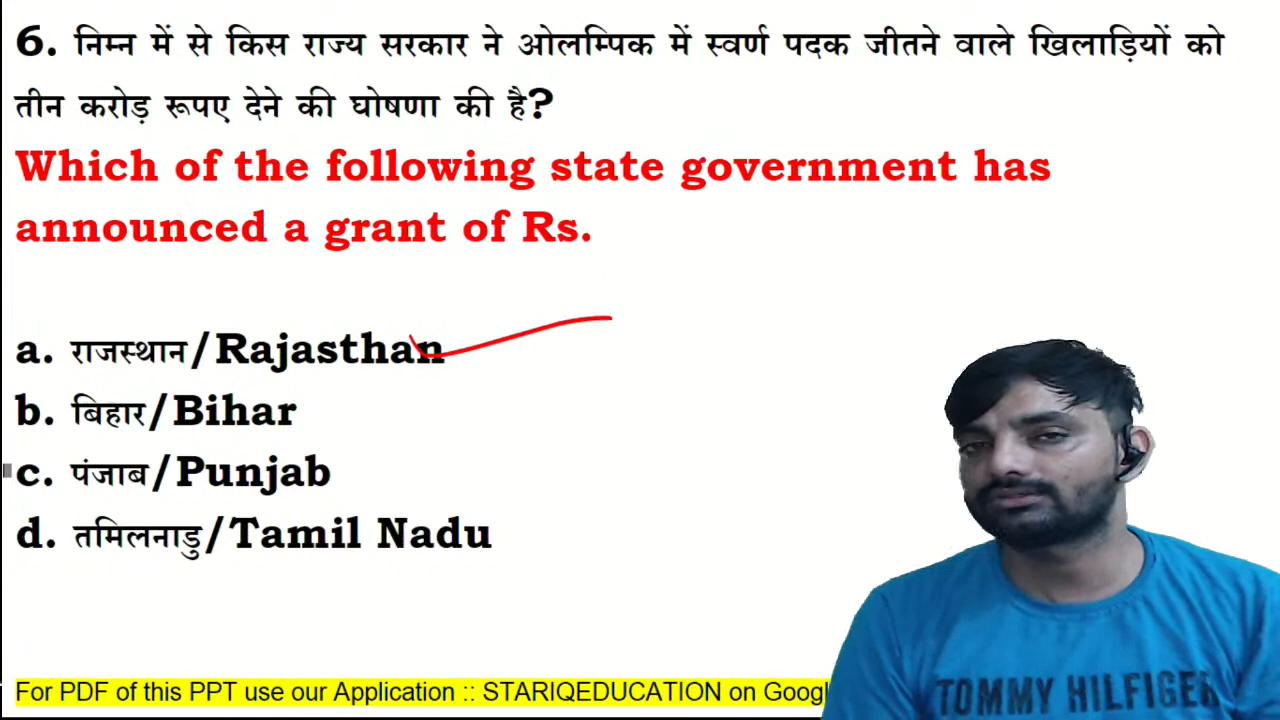 6. निम्न में से किस राज्य सरकार ने ओलम्पिक में स्वर्ण पदक जीतने वाले खिलाड़ियों को
तीन करोड़ रूपए देने की घोषणा की है?
Which of the following state government has
announced a grant of Rs.
a. राजस्थान/Rajasthan
b. बिहार/Bihar
c. पंजाब/Punjab
d. तमिलनाडु/Tamil Nadu
For PDF of this PPT use our Application :: STARIQEDUCATION on Googl
TOMMY HILFIGER